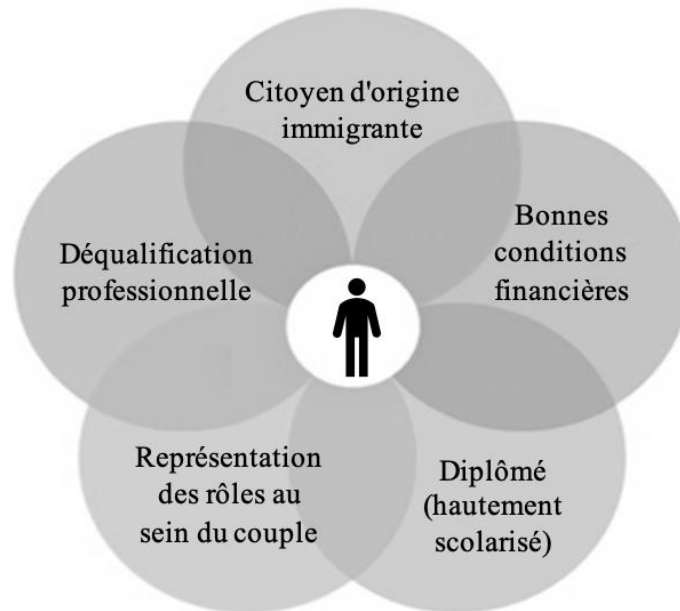 Citoyen d'origine
immigrante
Déqualification
professionnelle
Bonnes
conditions
financières
Représentation
des rôles au
sein du couple
Diplômé
(hautement
scolarisé)